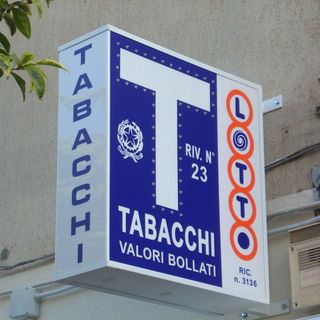 TABACCHI
T
RIV. N°
23
TABACCHI
VALORI BOLLATI
LOTTO
RIC.
n. 3136